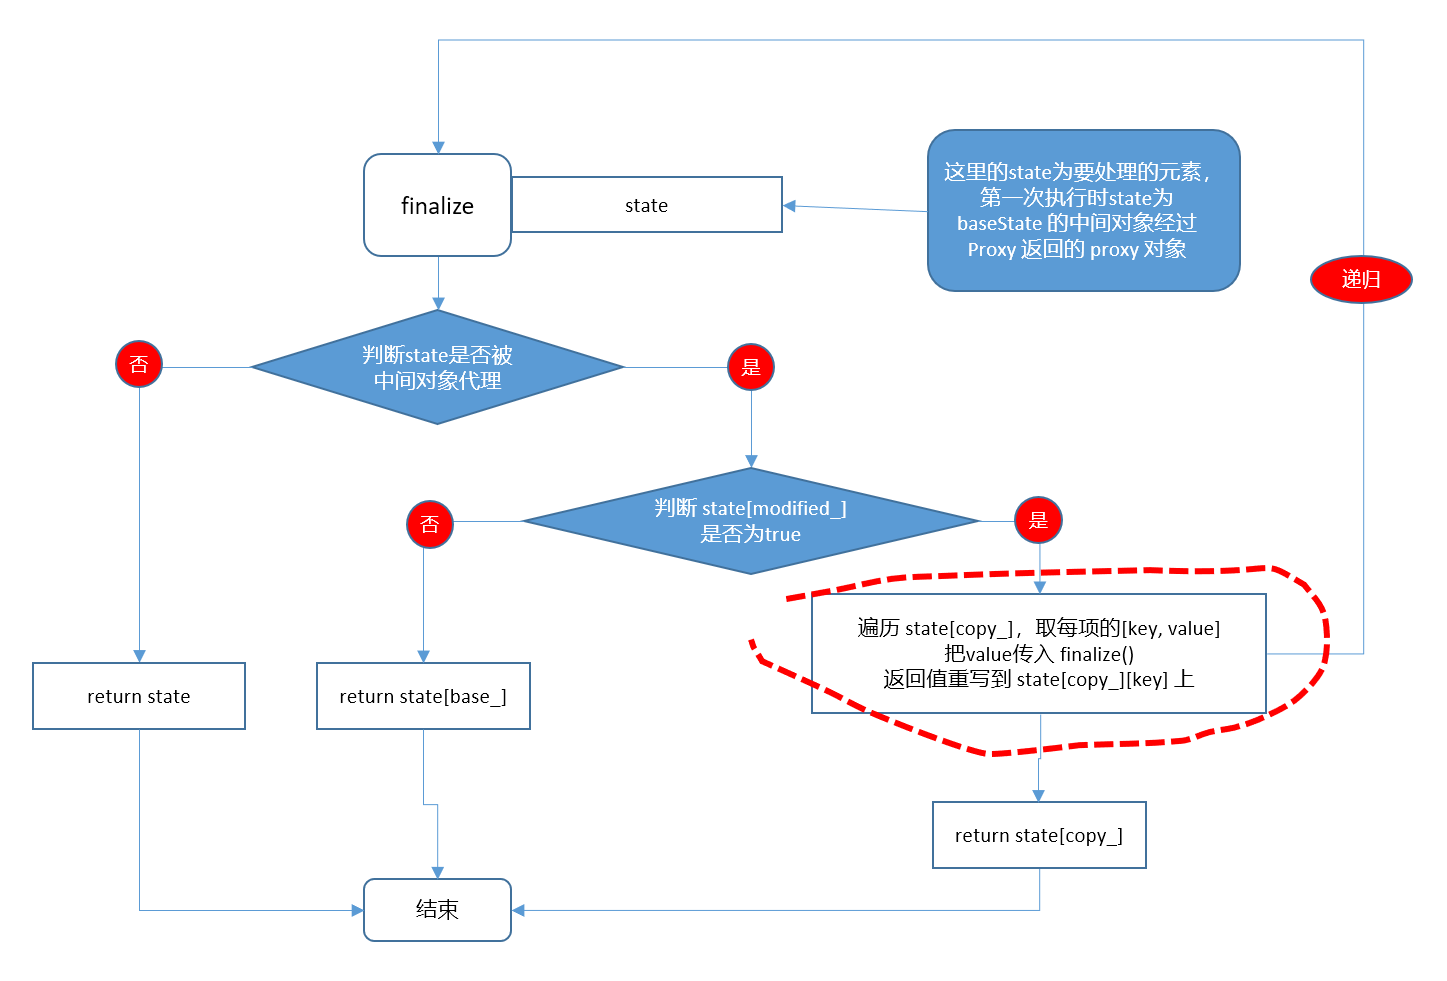 finalize
state
这里的state为要处理的元素，
第一次执行时state为
baseState 的中间对象经过
Proxy 返回的 proxy 对象
递归
判断state是否被
中间对象代理
否
是
判断 state[modified_]
是否为true
否
是
遍历 state[copy_]，取每项的[key, value]
把value传入 finalize()
返回值重写到 state[copy_][key] 上
return state
return state[base_]
return state[copy_]
结束